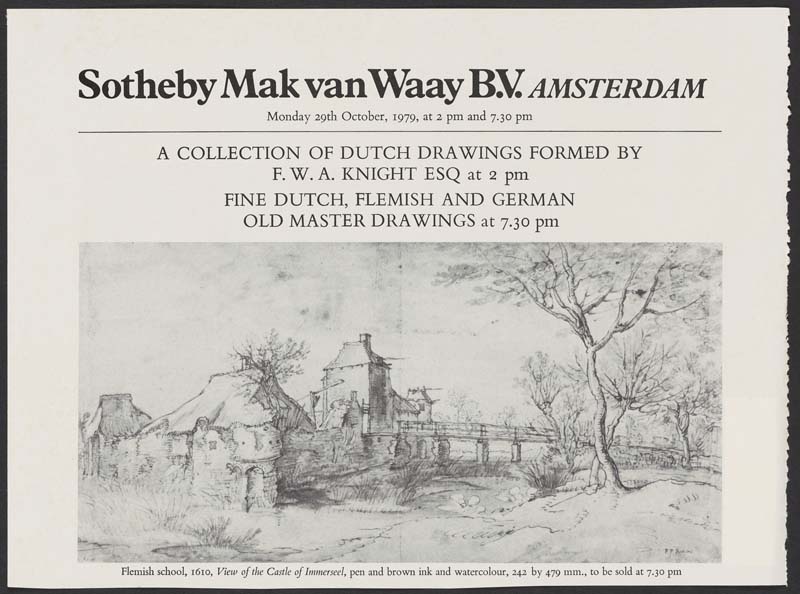 Sotheby Mak van Waay B.V. AMSTERDAM
Monday 29th October, 1979, at 2 pm and 7.30 pm
A COLLECTION OF DUTCH DRAWINGS FORMED BY
F. W. A. KNIGHT ESQ at 2 pm
FINE DUTCH, FLEMISH AND GERMAN
OLD MASTER DRAWINGS at 7.30 pm
Flemish school, 1610, View of the Castle of Immerseel, pen and brown ink and watercolour, 242 by 479 mm., to be sold at 7.30 pm